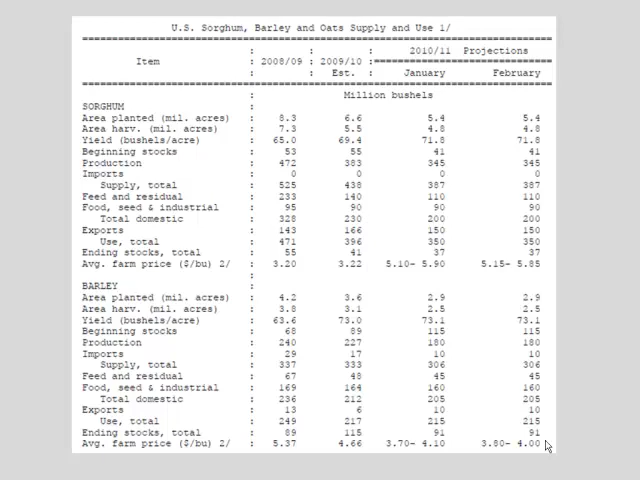 U.S. Sorghum, Barley and Oats Supply and Use 1/
==========================================================================
: : : 2010/11 Projections
Item : 2008/09 : 2009/10 :==============================
: : Est. : January February
==========================================================================
: Million bushels
SORGHUM :
Area planted (mil. acres) : 8.3 6.6 5.4 5.4
Area harv. (mil. acres) : 7.3 5.5 4.8 4.8
Yield (bushels/acre) : 65.0 69.4 71.8 71.8
Beginning stocks : 53 55 41 41
Production : 472 383 345 345
Imports : 0 0 0 0
Supply, total : 525 438 387 387
Feed and residual : 233 140 110 110
Food, seed & industrial : 95 90 90 90
Total domestic : 328 230 200 200
Exports : 143 166 150 150
Use, total : 471 396 350 350
Ending stocks, total : 55 41 37 37
Avg. farm price ($/bu) 2/ : 3.20 3.22 5.10- 5.90 5.15- 5.85
:
BARLEY :
Area planted (mil. acres) : 4.2 3.6 2.9 2.9
Area harv. (mil. acres) : 3.8 3.1 2.5 2.5
Yield (bushels/acre) : 63.6 73.0 73.1 73.1
Beginning stocks : 68 89 115 115
Production : 240 227 180 180
Imports : 29 17 10 10
Supply, total : 337 333 306 306
Feed and residual : 67 48 45 45
Food, seed & industrial : 169 164 160 160
Total domestic : 236 212 205 205
Exports : 13 6 10 10
Use, total : 249 217 215 215
Ending stocks, total : 89 115 91 91
Avg. farm price ($/bu) 2/ : 5.37 4.66 3.70- 4.10 3.80- 4.00